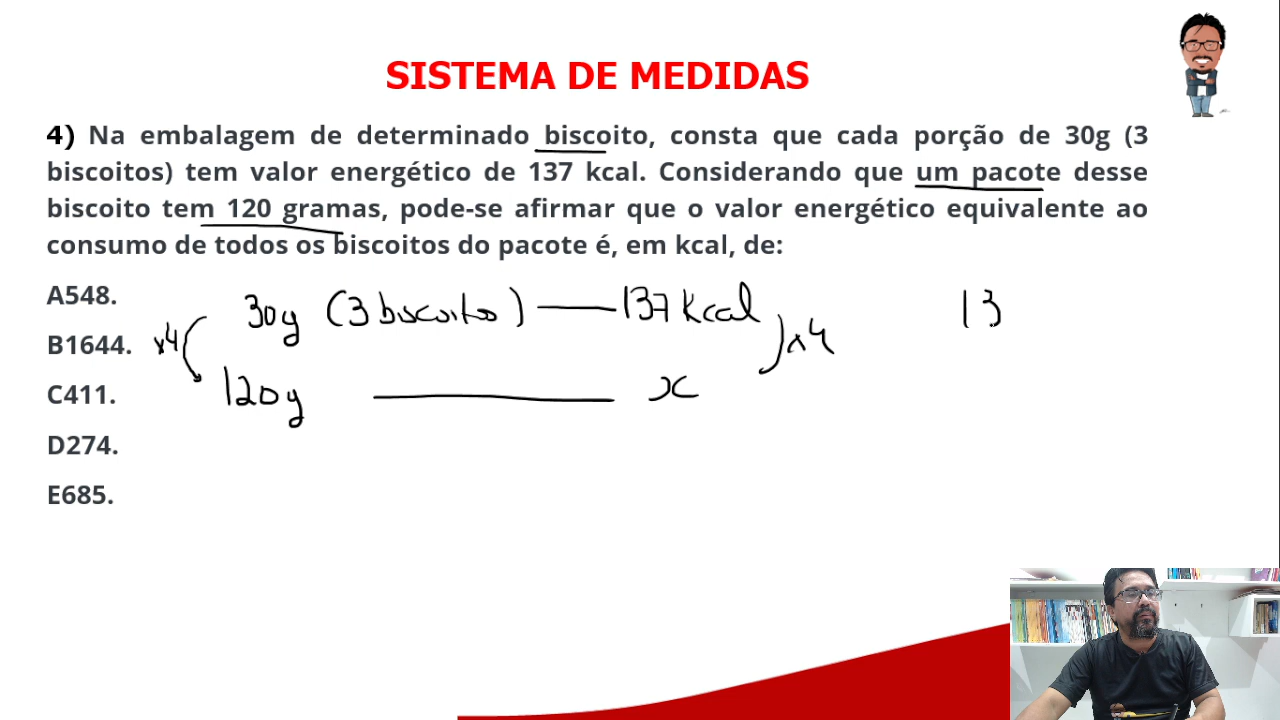 SISTEMA DE MEDIDAS
4) Na embalagem de determinado biscoito, consta que cada porção de 30g (3
biscoitos) tem valor energético de 137 kcal. Considerando que um pacote desse
biscoito tem 120 gramas, pode-se afirmar que o valor energético equivalente ao
consumo de todos os biscoitos do pacote é, em kcal, de:
A548.
B1644.
C411.
D274.
E685.
30g (3 biscoito) — 137 kcal
13
x4
x4
120g — x